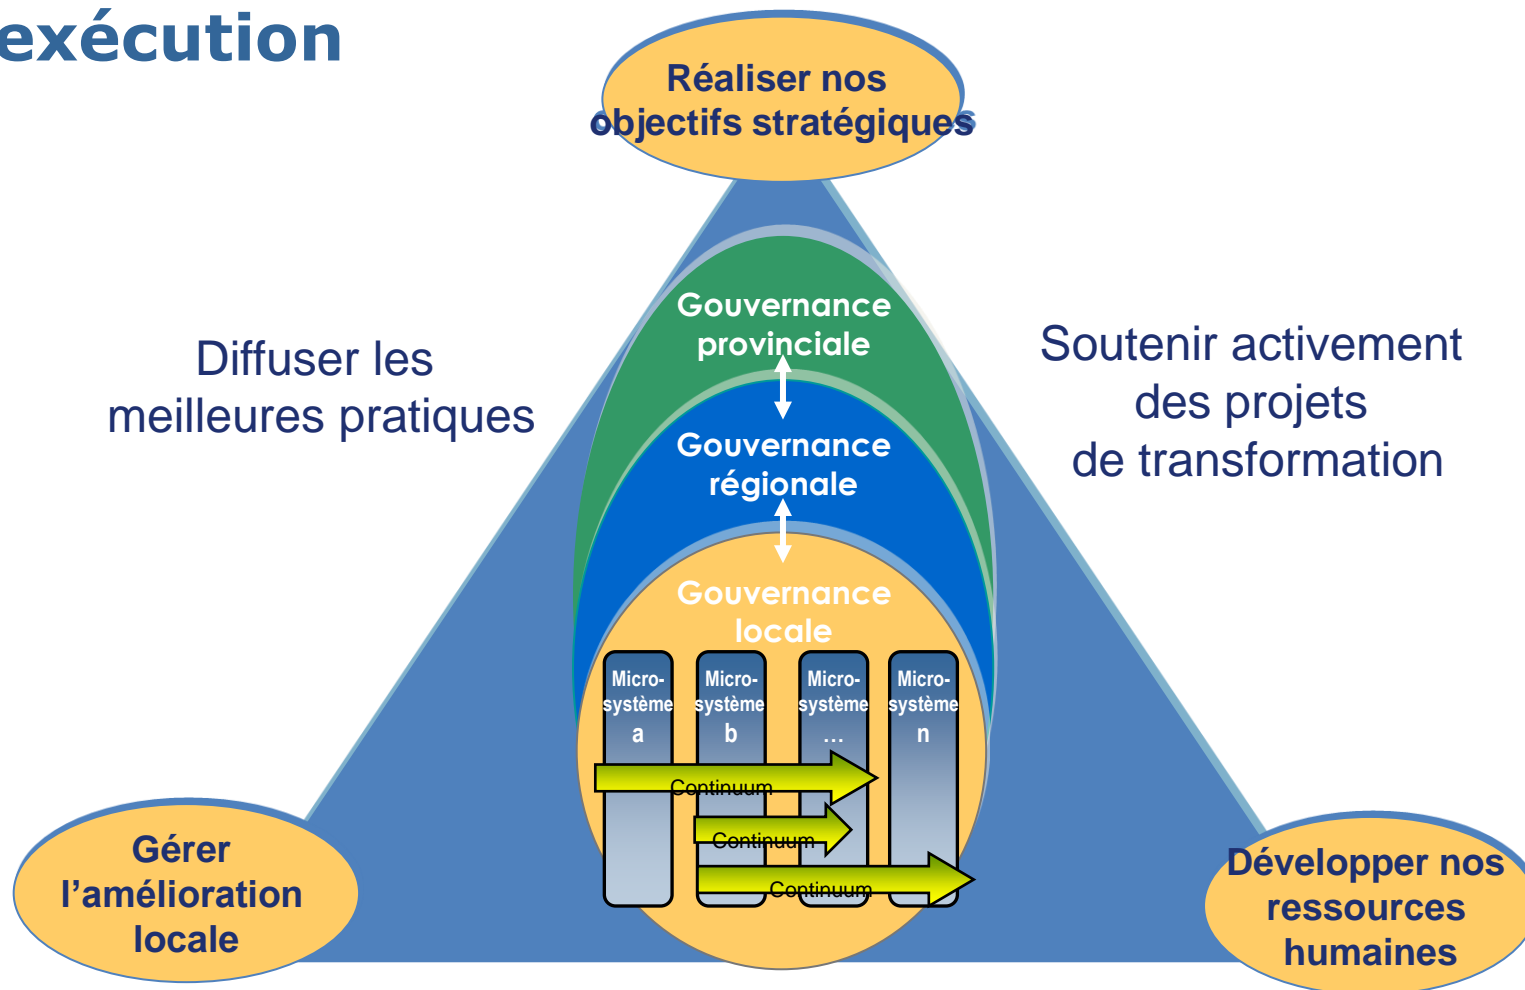 exécution
Réaliser nos
objectifs stratégiques
Gouvernance
provinciale
Diffuser les
meilleures pratiques
Soutenir activement
des projets
de transformation
Gouvernance
régionale
Gouvernance
locale
Micro-
système
a
Micro-
système
b
Micro-
système
…
Micro-
système
n
Continuum
Continuum
Continuum
Gérer
l’amélioration
locale
Développer nos
ressources
humaines